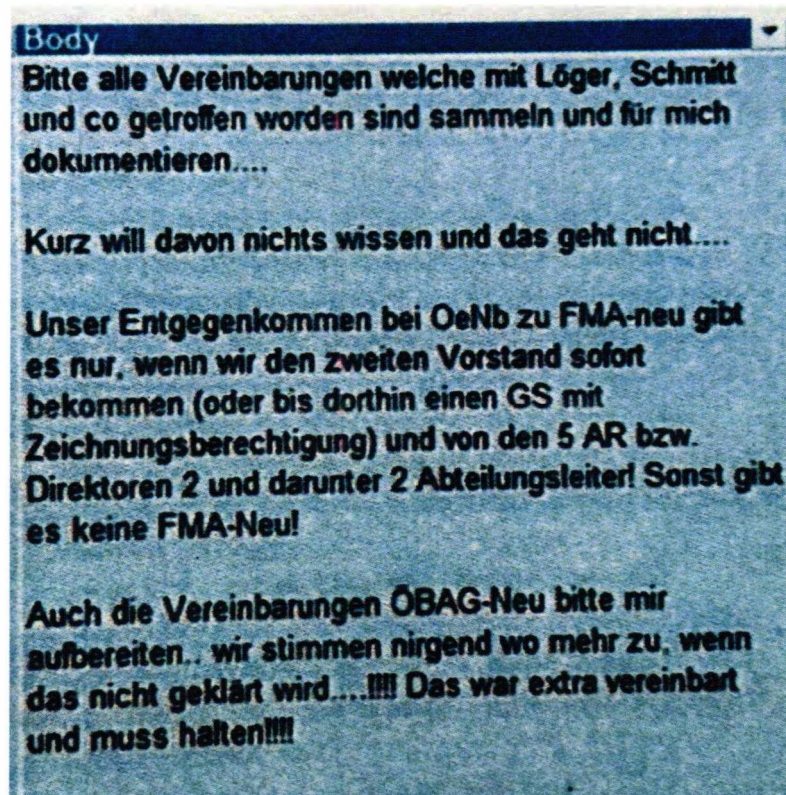 Body
Bitte alle Vereinbarungen welche mit Löger, Schmitt
und co getroffen worden sind sammeln und für mich
dokumentieren....
Kurz will davon nichts wissen und das geht nicht....
Unser Entgegenkommen bei OeNb zu FMA-neu gibt
es nur, wenn wir den zweiten Vorstand sofort
bekommen (oder bis dorthin einen GS mit
Zeichnungsberechtigung) und von den 5 AR bzw.
Direktoren 2 und darunter 2 Abteilungsleiter! Sonst gibt
es keine FMA-Neu!
Auch die Vereinbarungen ÖBAG-Neu bitte mir
aufbereiten.. wir stimmen nirgend wo mehr zu, wenn
das nicht geklärt wird....!!!! Das war extra vereinbart
und muss halten!!!!